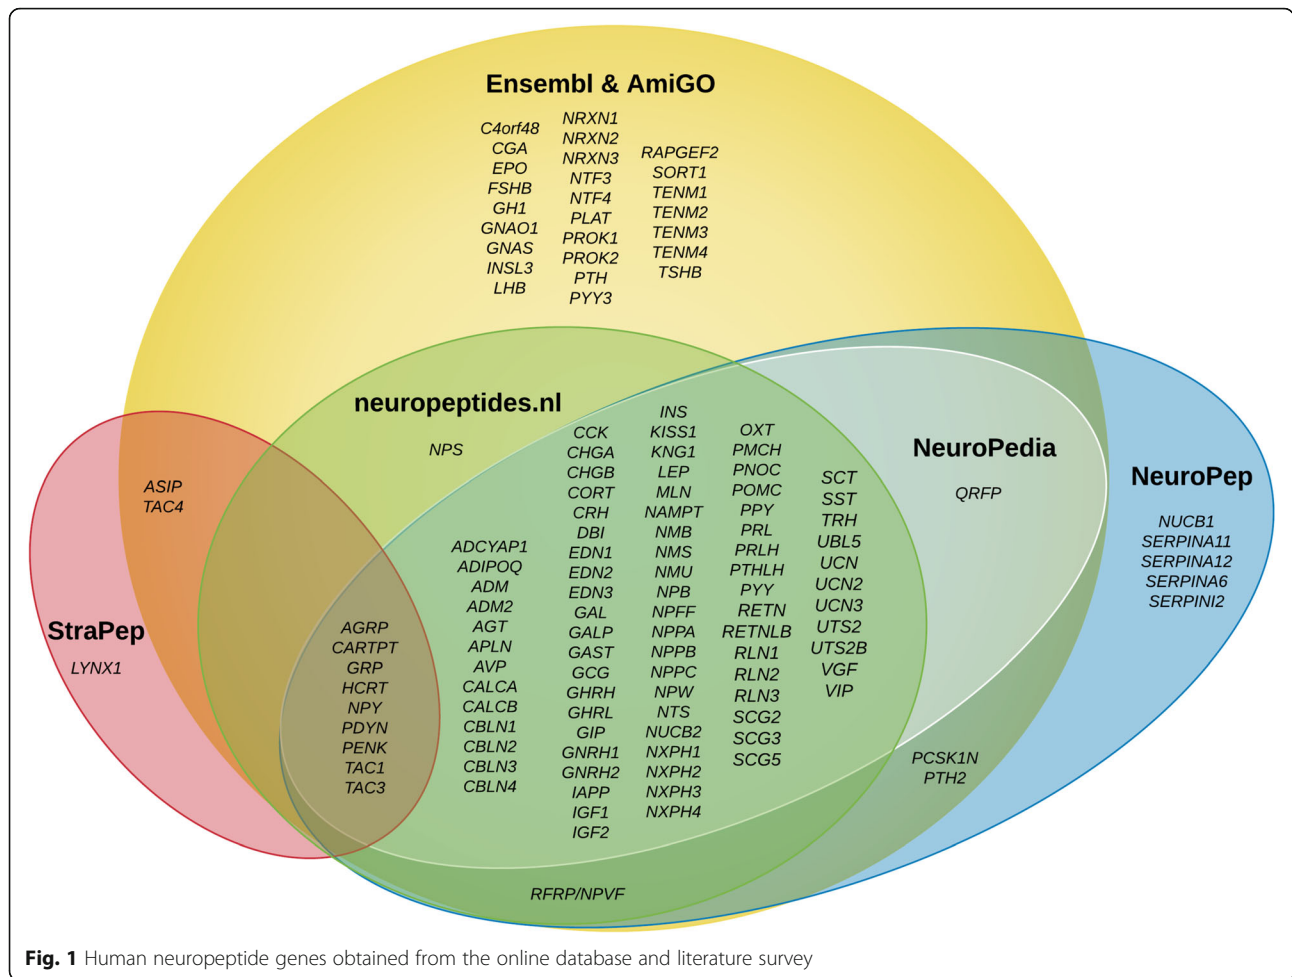 Ensembl & AmiGO
C4orf48
CGA
EPO
FSHB
GH1
GNAO1
GNAS
INSL3
LHB
NRXN1
NRXN2
NRXN3
NTF3
NTF4
PLAT
PROK1
PROK2
PTH
PYY3
RAPGEF2
SORT1
TENM1
TENM2
TENM3
TENM4
TSHB
neuropeptides.nl
NPS
NeuroPedia
QRFP
NeuroPep
NUCB1
SERPINA11
SERPINA12
SERPINA6
SERPINI2
ASIP
TAC4
StraPep
LYNX1
AGRP
CARTPT
GRP
HCRT
NPY
PDYN
PENK
TAC1
TAC3
ADCYAP1
ADIPOQ
ADM
ADM2
AGT
APLN
AVP
CALCA
CALCB
CBLN1
CBLN2
CBLN3
CBLN4
CCK
CHGA
CHGB
CORT
CRH
DBI
EDN1
EDN2
EDN3
GAL
GALP
GAST
GCG
GHRH
GHRL
GIP
GNRH1
GNRH2
IAPP
IGF1
IGF2
INS
KISS1
KNG1
LEP
MLN
NAMPT
NMB
NMS
NMU
NPB
NPFF
NPPA
NPPB
NPPC
NPW
NTS
NUCB2
NXPH1
NXPH2
NXPH3
NXPH4
OXT
PMCH
PNOC
POMC
PPY
PRL
PRLH
PTHLH
PYY
RETN
RETNLB
RLN1
RLN2
RLN3
SCG2
SCG3
SCG5
SCT
SST
TRH
UBL5
UCN
UCN2
UCN3
UTS2
UTS2B
VGF
VIP
PCSK1N
PTH2
RFRP/NPVF
Fig. 1 Human neuropeptide genes obtained from the online database and literature survey